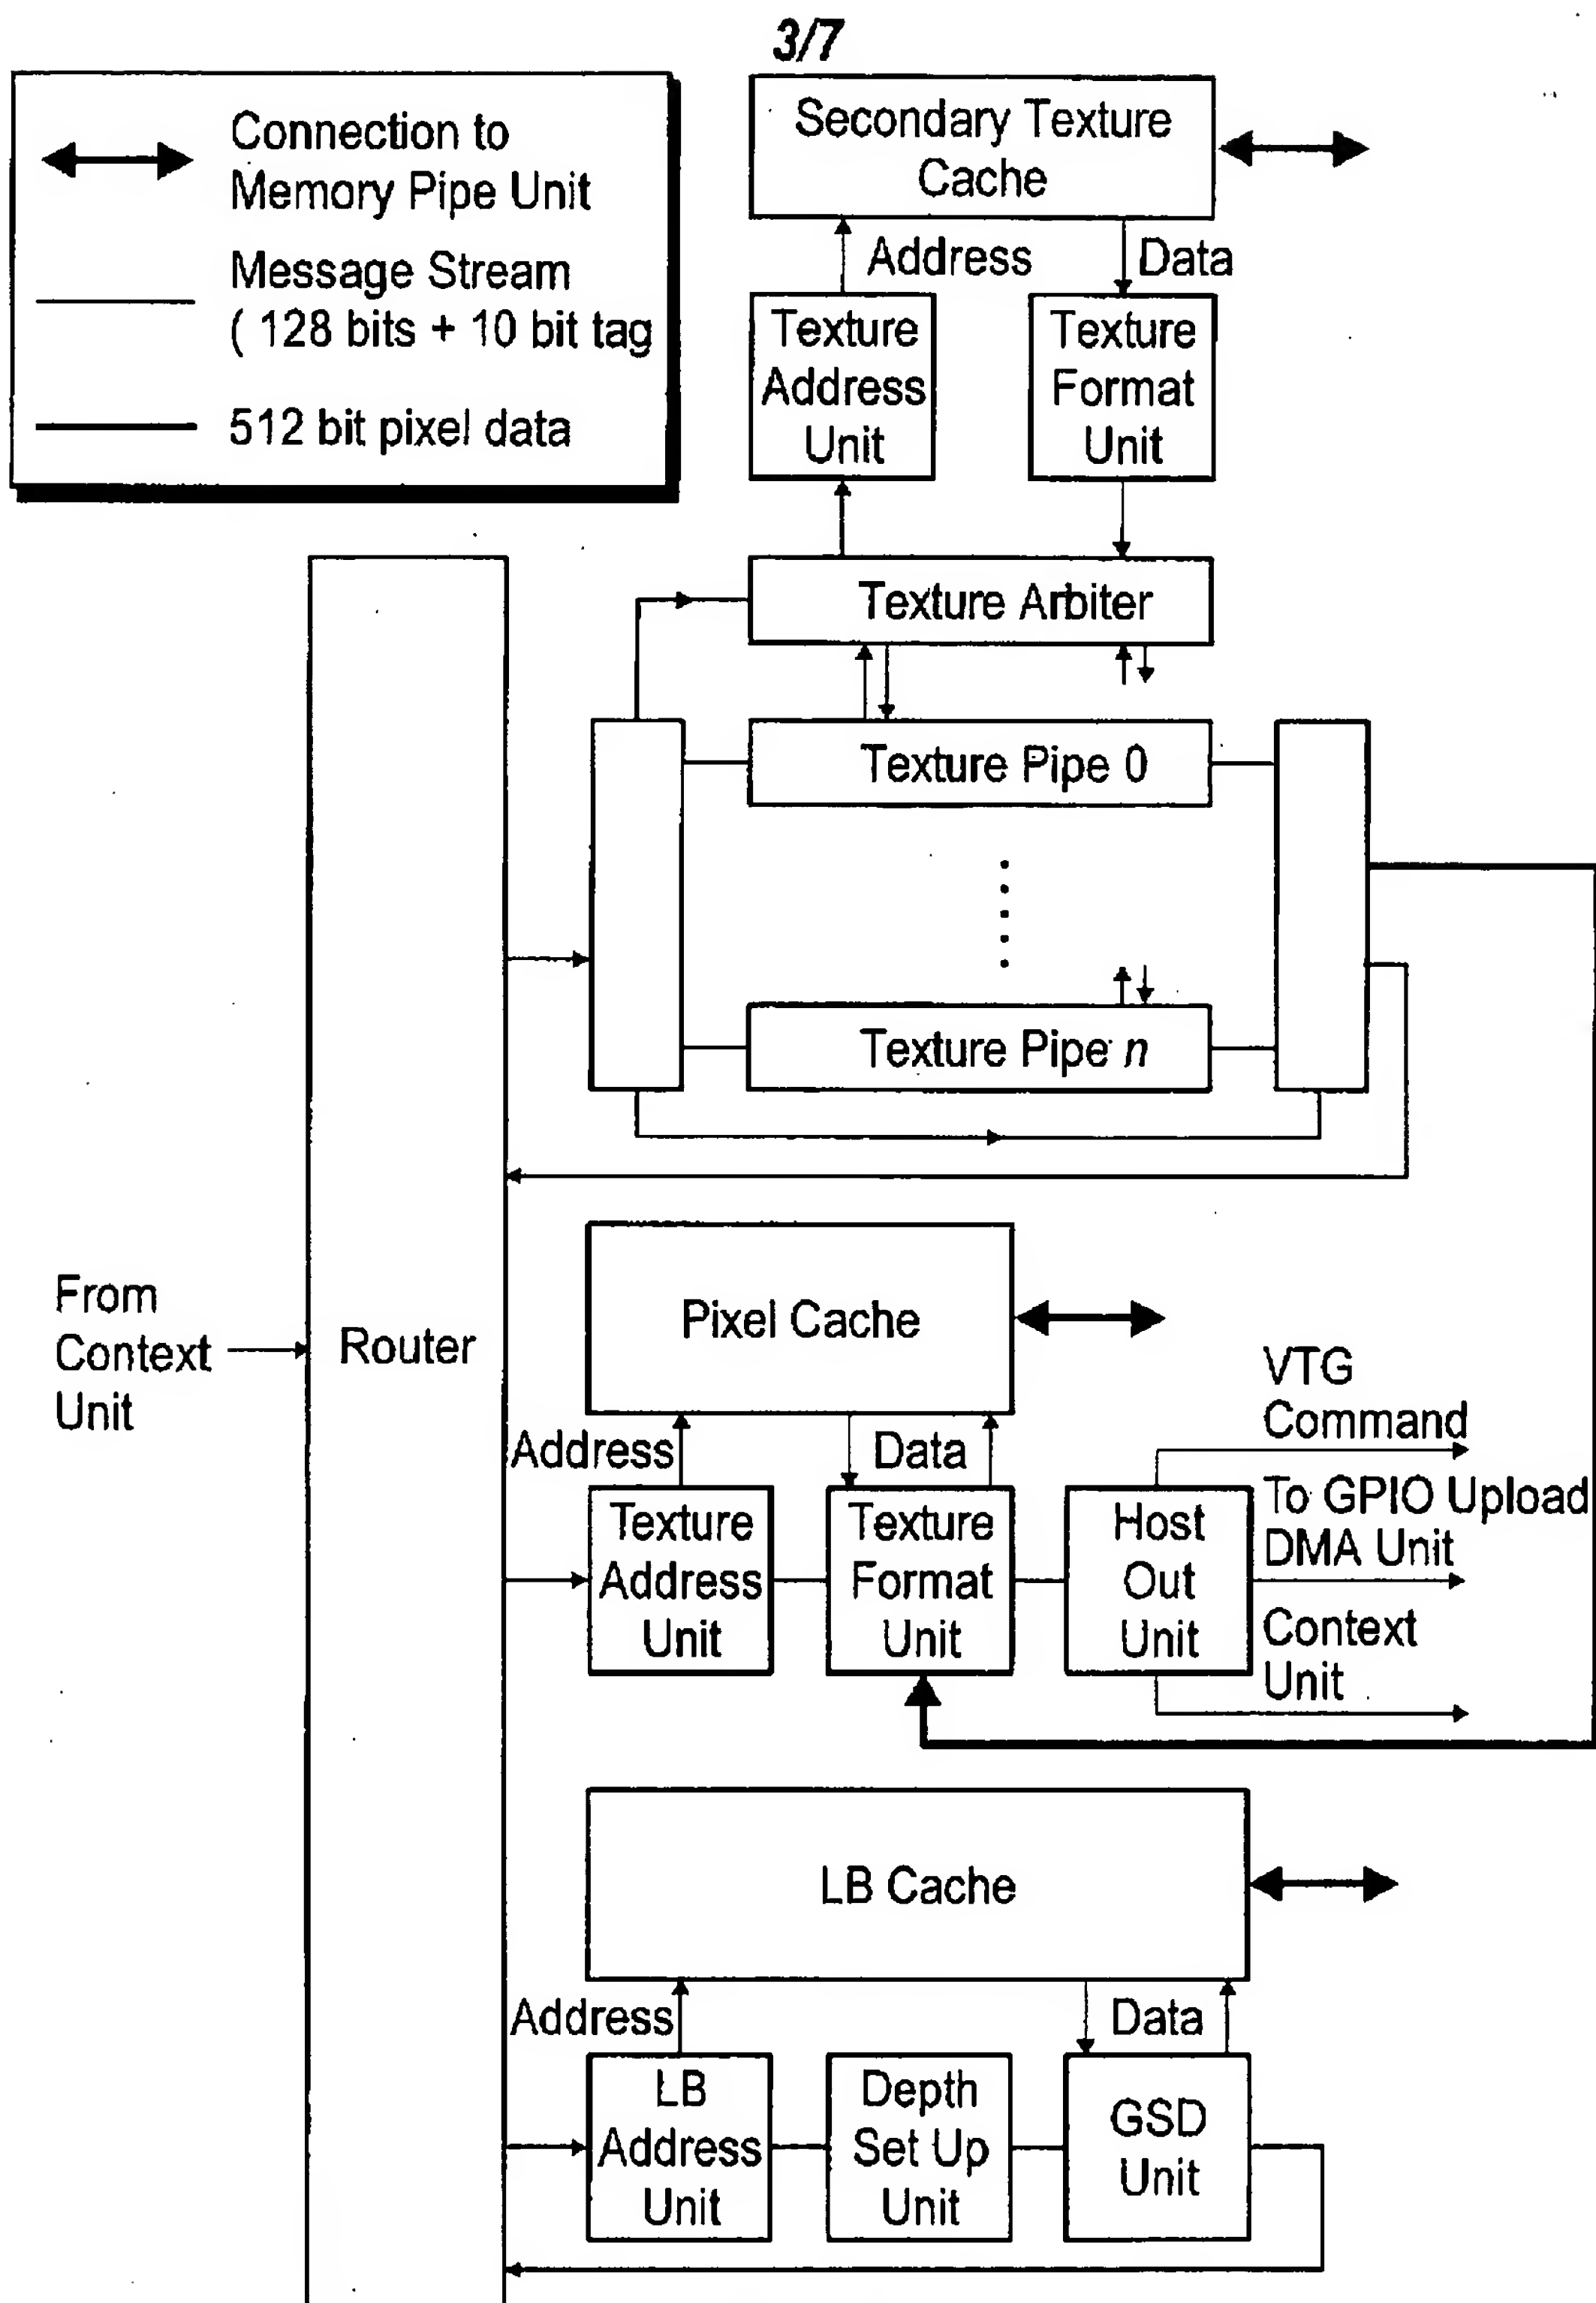 3/7
Connection to
Memory Pipe Unit
Message Stream
( 128 bits + 10 bit tag
512 bit pixel data
Secondary Texture
Cache
Address
Data
Texture
Address
Unit
Texture
Format
Unit
Texture Arbiter
Texture Pipe 0
Texture Pipe n
From
Context
Unit
Router
Pixel Cache
Address
Data
Texture
Address
Unit
Texture
Format
Unit
Host
Out
Unit
VTG
Command
To GPIO Upload
DMA Unit
Context
Unit
LB Cache
Address
Data
LB
Address
Unit
Depth
Set Up
Unit
GSD
Unit